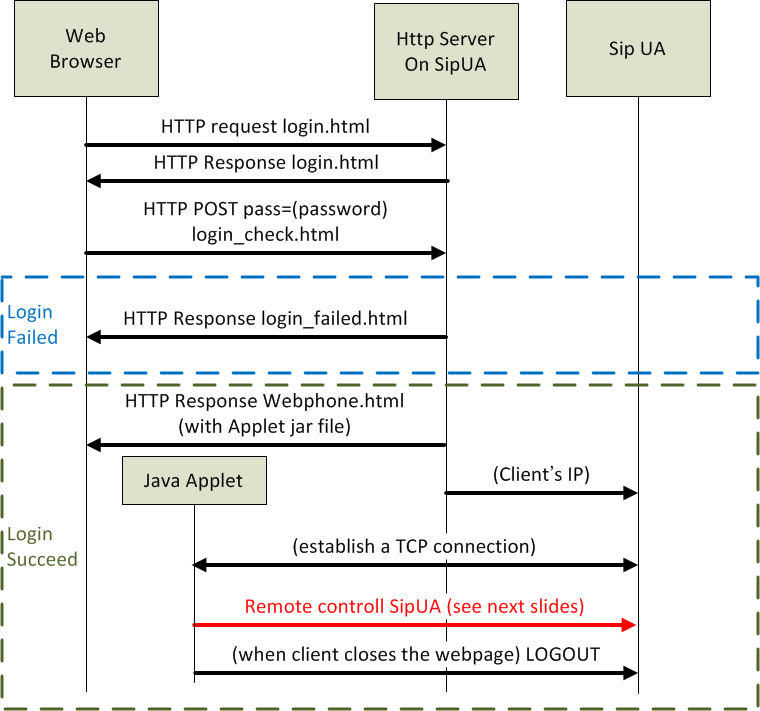 Web
Browser
Http Server
On SipUA
Sip UA
HTTP request login.html
HTTP Response login.html
HTTP POST pass=(password)
login_check.html
Login
Failed
HTTP Response login_failed.html
HTTP Response Webphone.html
(with Applet jar file)
Java Applet
(Client's IP)
Login
Succeed
(establish a TCP connection)
Remote controll SipUA (see next slides)
(when client closes the webpage) LOGOUT